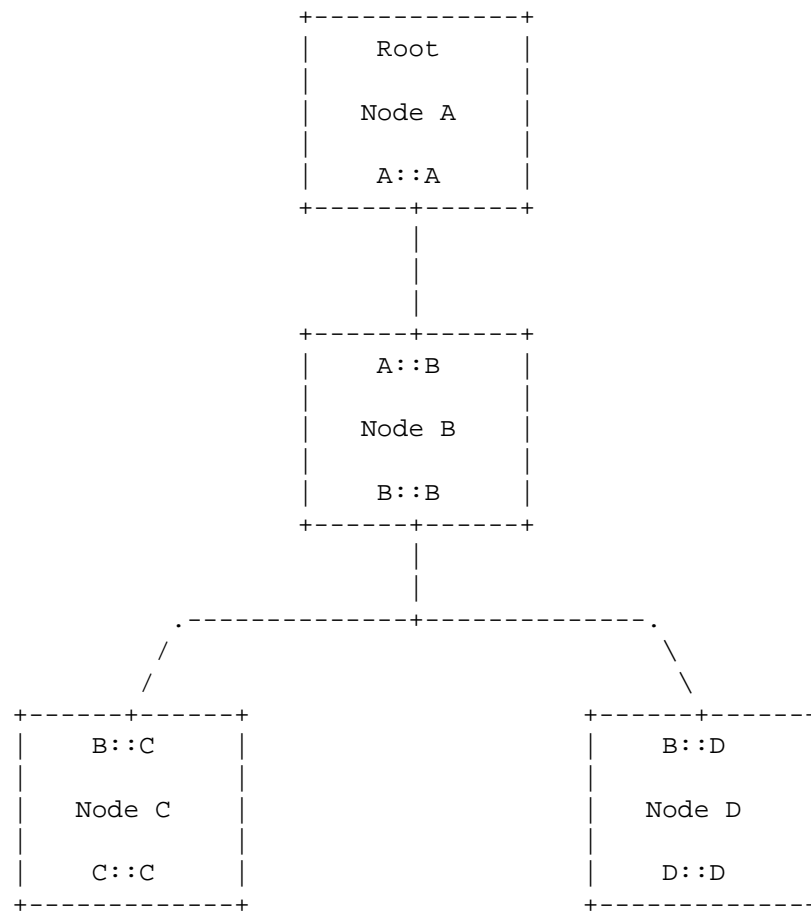 Root
Node A
A::A
A::B
Node B
B::B
B::C
B::D
Node C
Node D
C::C
D::D